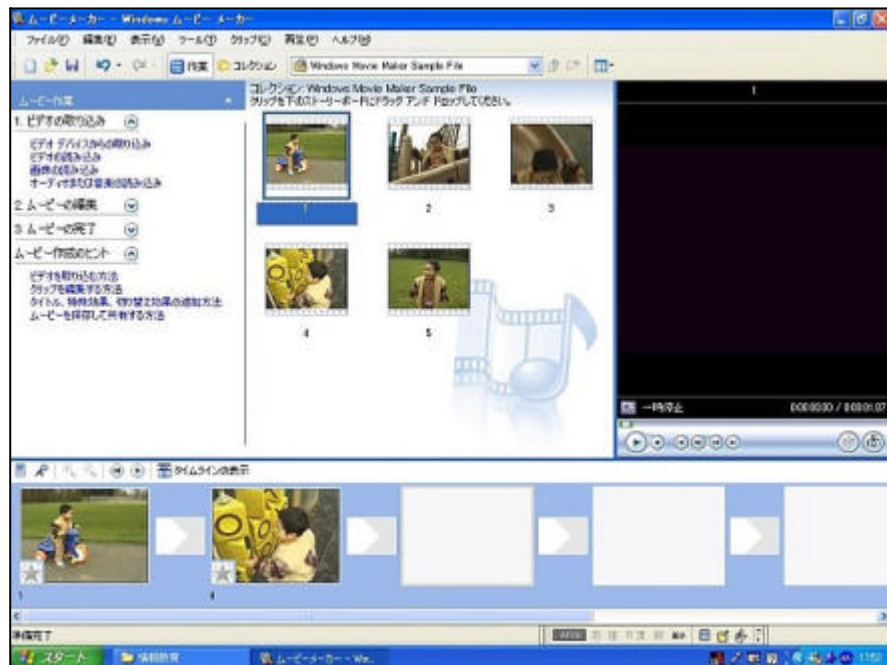 ムービーメーカー - Windows ムービー メーカー
ファイル(F) 編集(E) 表示(V) ツール(T) クリップ(C) 再生(P) ヘルプ(H)
作業 コレクション Windows Movie Maker Sample File
ムービー作業
1. ビデオの取り込み
ビデオ デバイスからの取り込み
ビデオの読み込み
画像の読み込み
オーディオまたは音楽の読み込み
2. ムービーの編集
3. ムービーの完了
ムービー作成のヒント
ビデオを取り込む方法
クリップを編集する方法
タイトル、特殊効果、切り替え効果の追加方法
ムービーを保存して共有する方法
コレクション: Windows Movie Maker Sample File
クリップを下のストーリーボードにドラッグ アンド ドロップしてください。
1
2
3
4
5
1
一時停止
タイムラインの表示
1
4
準備完了
スタート
情報教育
ムービーメーカー - Win...